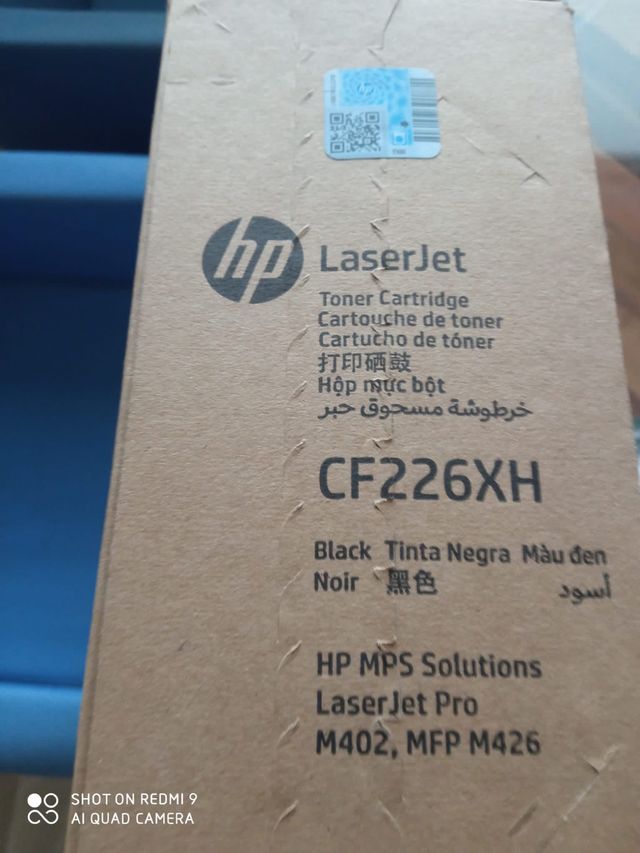 hp
LaserJet
Toner Cartridge
Cartouche de toner
Cartucho de tóner
打印硒鼓
Hộp mực bột
خرطوشة مسحوق حبر
CF226XH
Black Tinta Negra Màu đen
Noir 黑色 أسود
HP MPS Solutions
LaserJet Pro
M402, MFP M426
SHOT ON REDMI 9
AI QUAD CAMERA